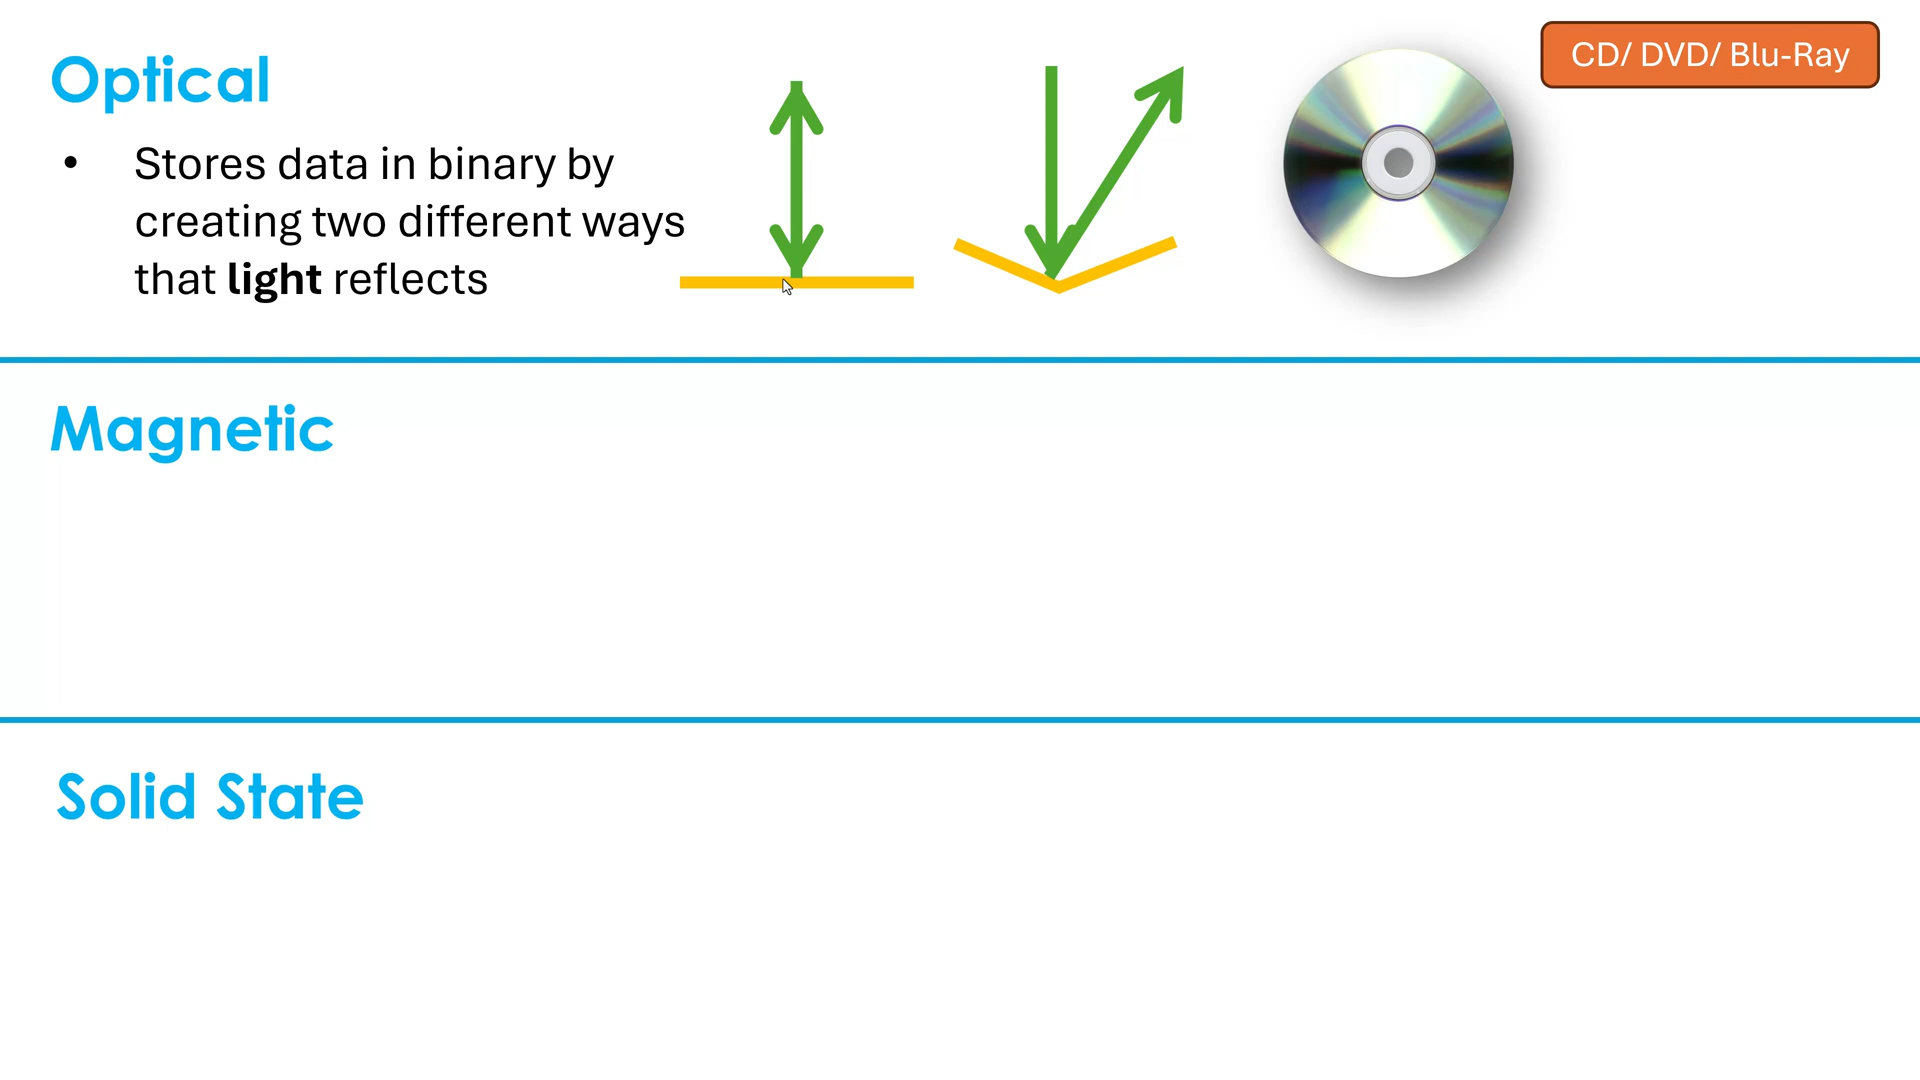 Optical
CD/ DVD/ Blu-Ray
• Stores data in binary by
creating two different ways
that light reflects
Magnetic
Solid State